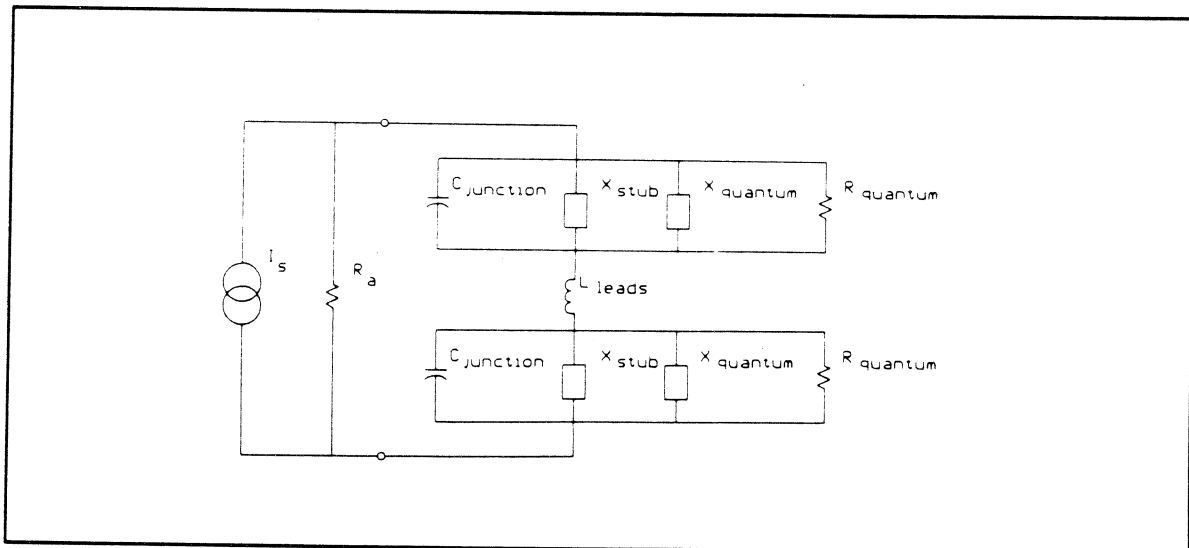 C junction
X stub
X quantum
R quantum
I s
R a
L leads
C junction
X stub
X quantum
R quantum